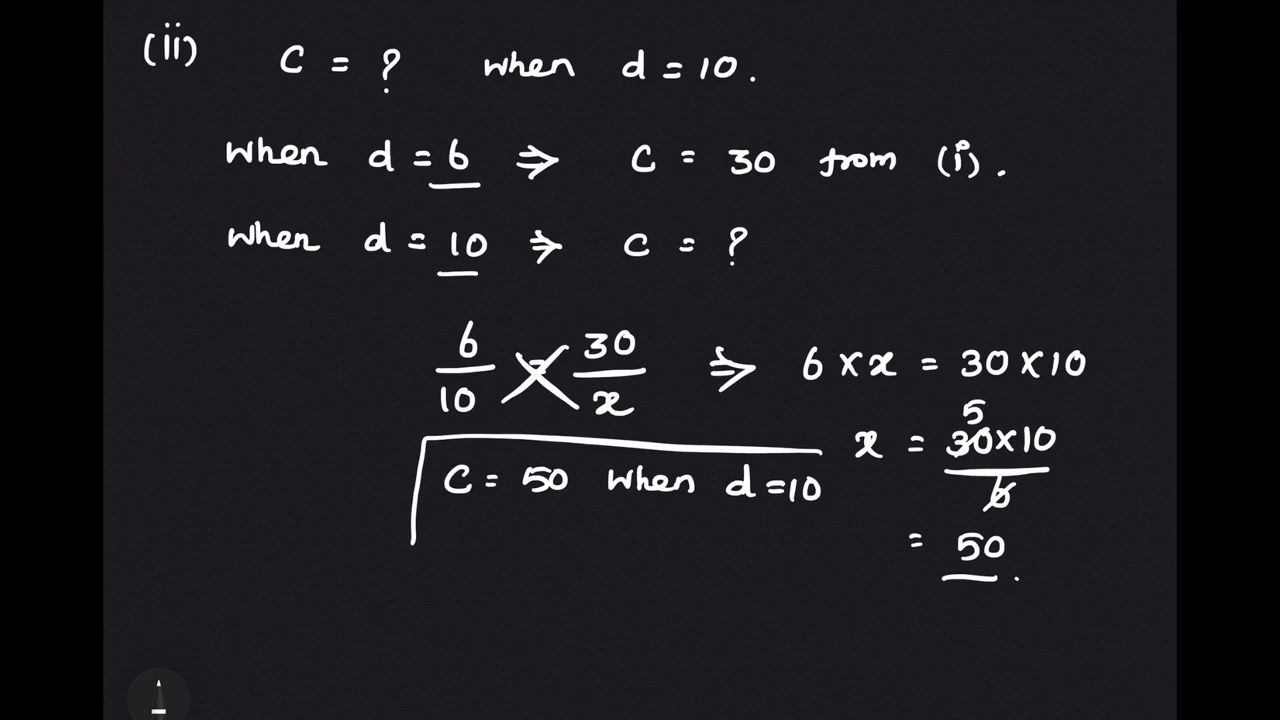 (ii) C = ? when d = 10.
when d = 6 ⇒ C = 30 from (i).
when d = 10 ⇒ C = ?
6/10 = 30/x ⇒ 6 × x = 30 × 10
x = 30 × 10 / 6
5
C = 50 when d = 10
= 50.